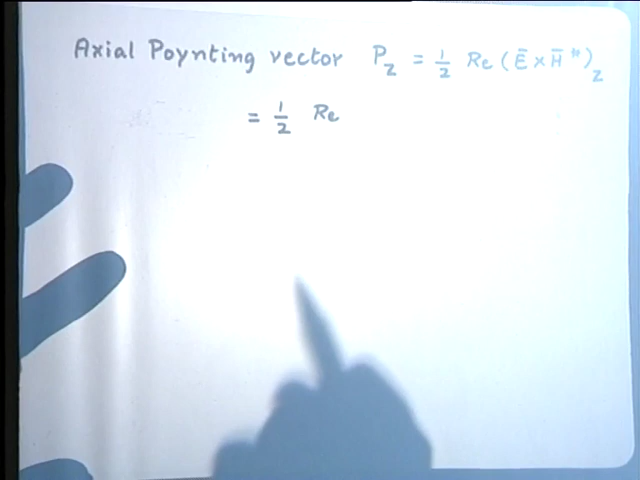 Axial Poynting vector P_z = 1/2 Re (Ē × H̄*)_z
= 1/2 Re